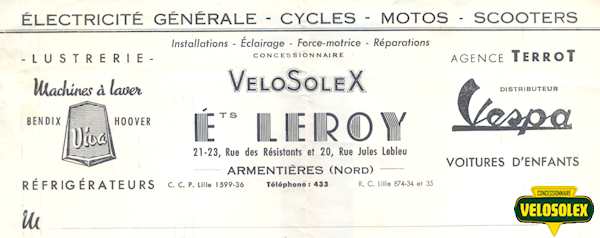 ÉLECTRICITÉ GÉNÉRALE - CYCLES - MOTOS - SCOOTERS
Installations - Éclairage - Force-motrice - Réparations
CONCESSIONNAIRE
VELOSOLEX
Éts LEROY
21-23, Rue des Résistants et 20, Rue Jules Lebleu
ARMENTIÈRES (NORD)
C. C. P. Lille 1599-36 Téléphone : 433 R. C. Lille 874-34 et 35
- LUSTRERIE -
Machines à laver
BENDIX HOOVER
Viva
RÉFRIGÉRATEURS
AGENCE TERROT
DISTRIBUTEUR
Vespa
VOITURES D'ENFANTS
M
CONCESSIONNAIRE
VELOSOLEX